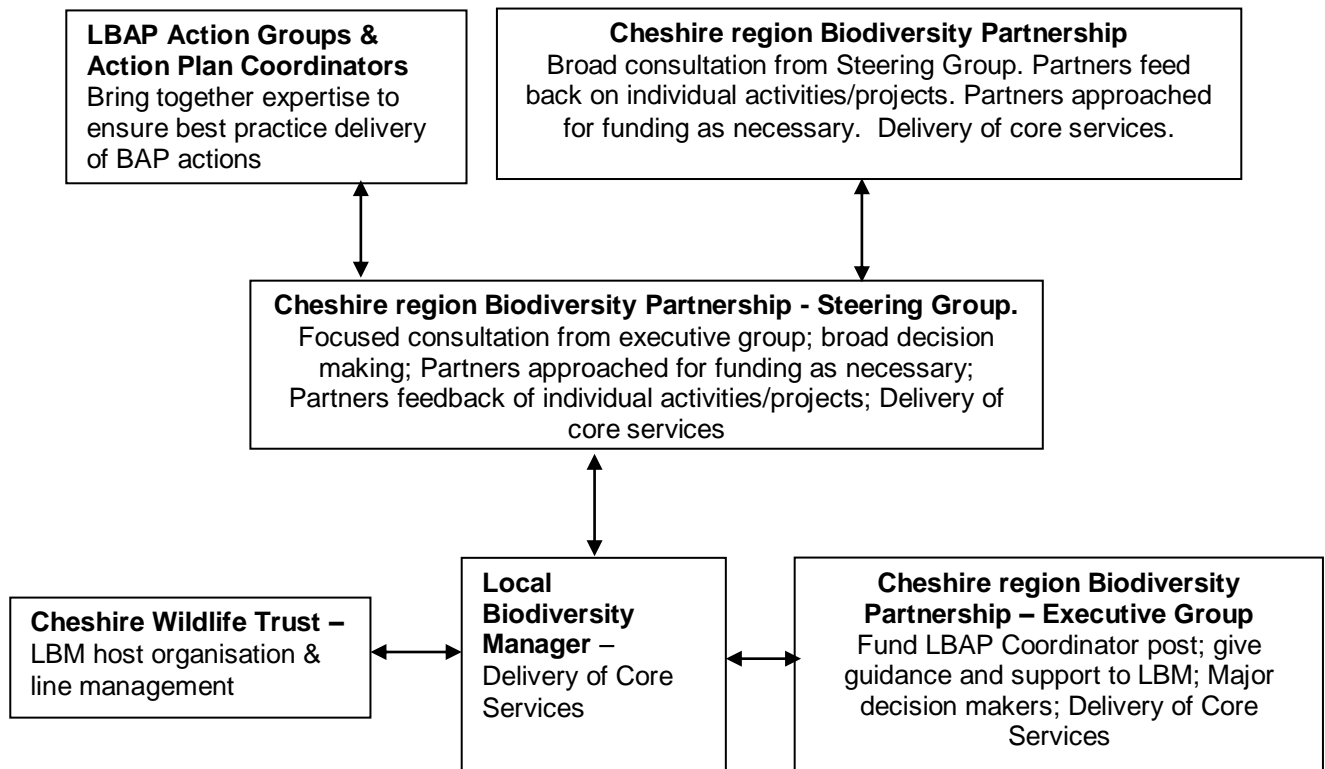 LBAP Action Groups &
Action Plan Coordinators
Bring together expertise to
ensure best practice delivery
of BAP actions
Cheshire region Biodiversity Partnership
Broad consultation from Steering Group. Partners feed
back on individual activities/projects. Partners approached
for funding as necessary.  Delivery of core services.
Cheshire region Biodiversity Partnership - Steering Group.
Focused consultation from executive group; broad decision
making; Partners approached for funding as necessary;
Partners feedback of individual activities/projects; Delivery of
core services
Cheshire Wildlife Trust –
LBM host organisation &
line management
Local
Biodiversity
Manager –
Delivery of Core
Services
Cheshire region Biodiversity
Partnership – Executive Group
Fund LBAP Coordinator post; give
guidance and support to LBM; Major
decision makers; Delivery of Core
Services